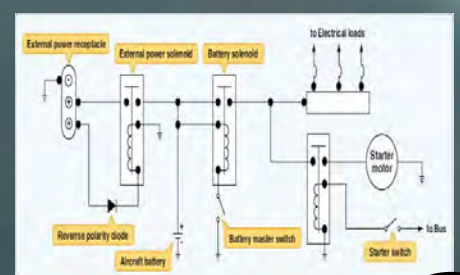 to Electrical loads
External power receptacle
External power solenoid
Battery solenoid
Starter
motor
Reverse polarity diode
Aircraft battery
Battery master switch
Starter switch
to Bus